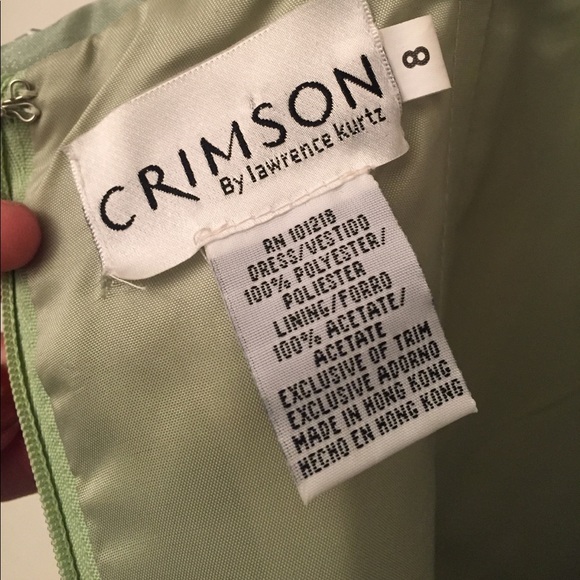 CRIMSON
By lawrence kurtz
8
RN 101218
DRESS/VESTIDO
100% POLYESTER/
POLIESTER
LINING/FORRO
100% ACETATE/
ACETATE
EXCLUSIVE OF TRIM
EXCLUSIVE ADORNO
MADE IN HONG KONG
HECHO EN HONG KONG